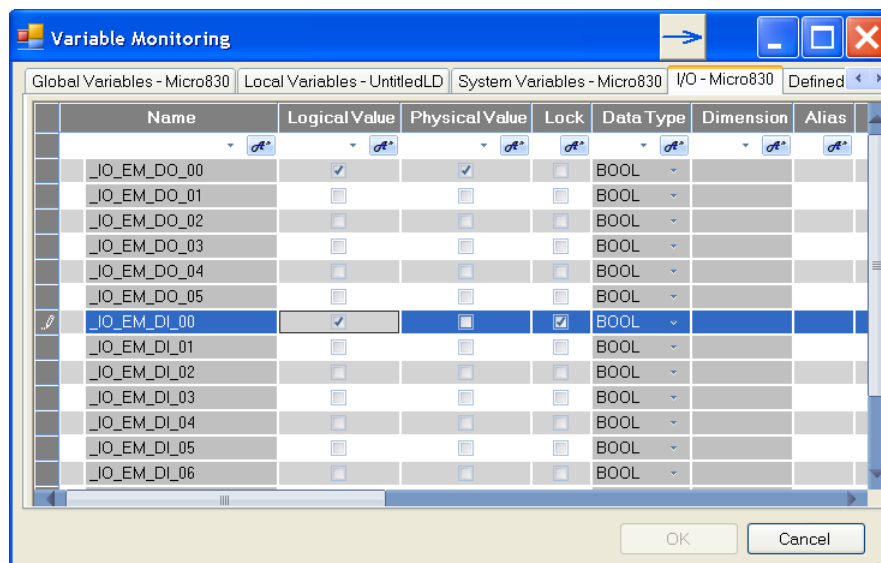 Variable Monitoring
Global Variables - Micro830 Local Variables - UntitledLD System Variables - Micro830 I/O - Micro830 Defined
Name Logical Value Physical Value Lock Data Type Dimension Alias
_IO_EM_DO_00 BOOL
_IO_EM_DO_01 BOOL
_IO_EM_DO_02 BOOL
_IO_EM_DO_03 BOOL
_IO_EM_DO_04 BOOL
_IO_EM_DO_05 BOOL
_IO_EM_DI_00 BOOL
_IO_EM_DI_01 BOOL
_IO_EM_DI_02 BOOL
_IO_EM_DI_03 BOOL
_IO_EM_DI_04 BOOL
_IO_EM_DI_05 BOOL
_IO_EM_DI_06 BOOL
OK Cancel